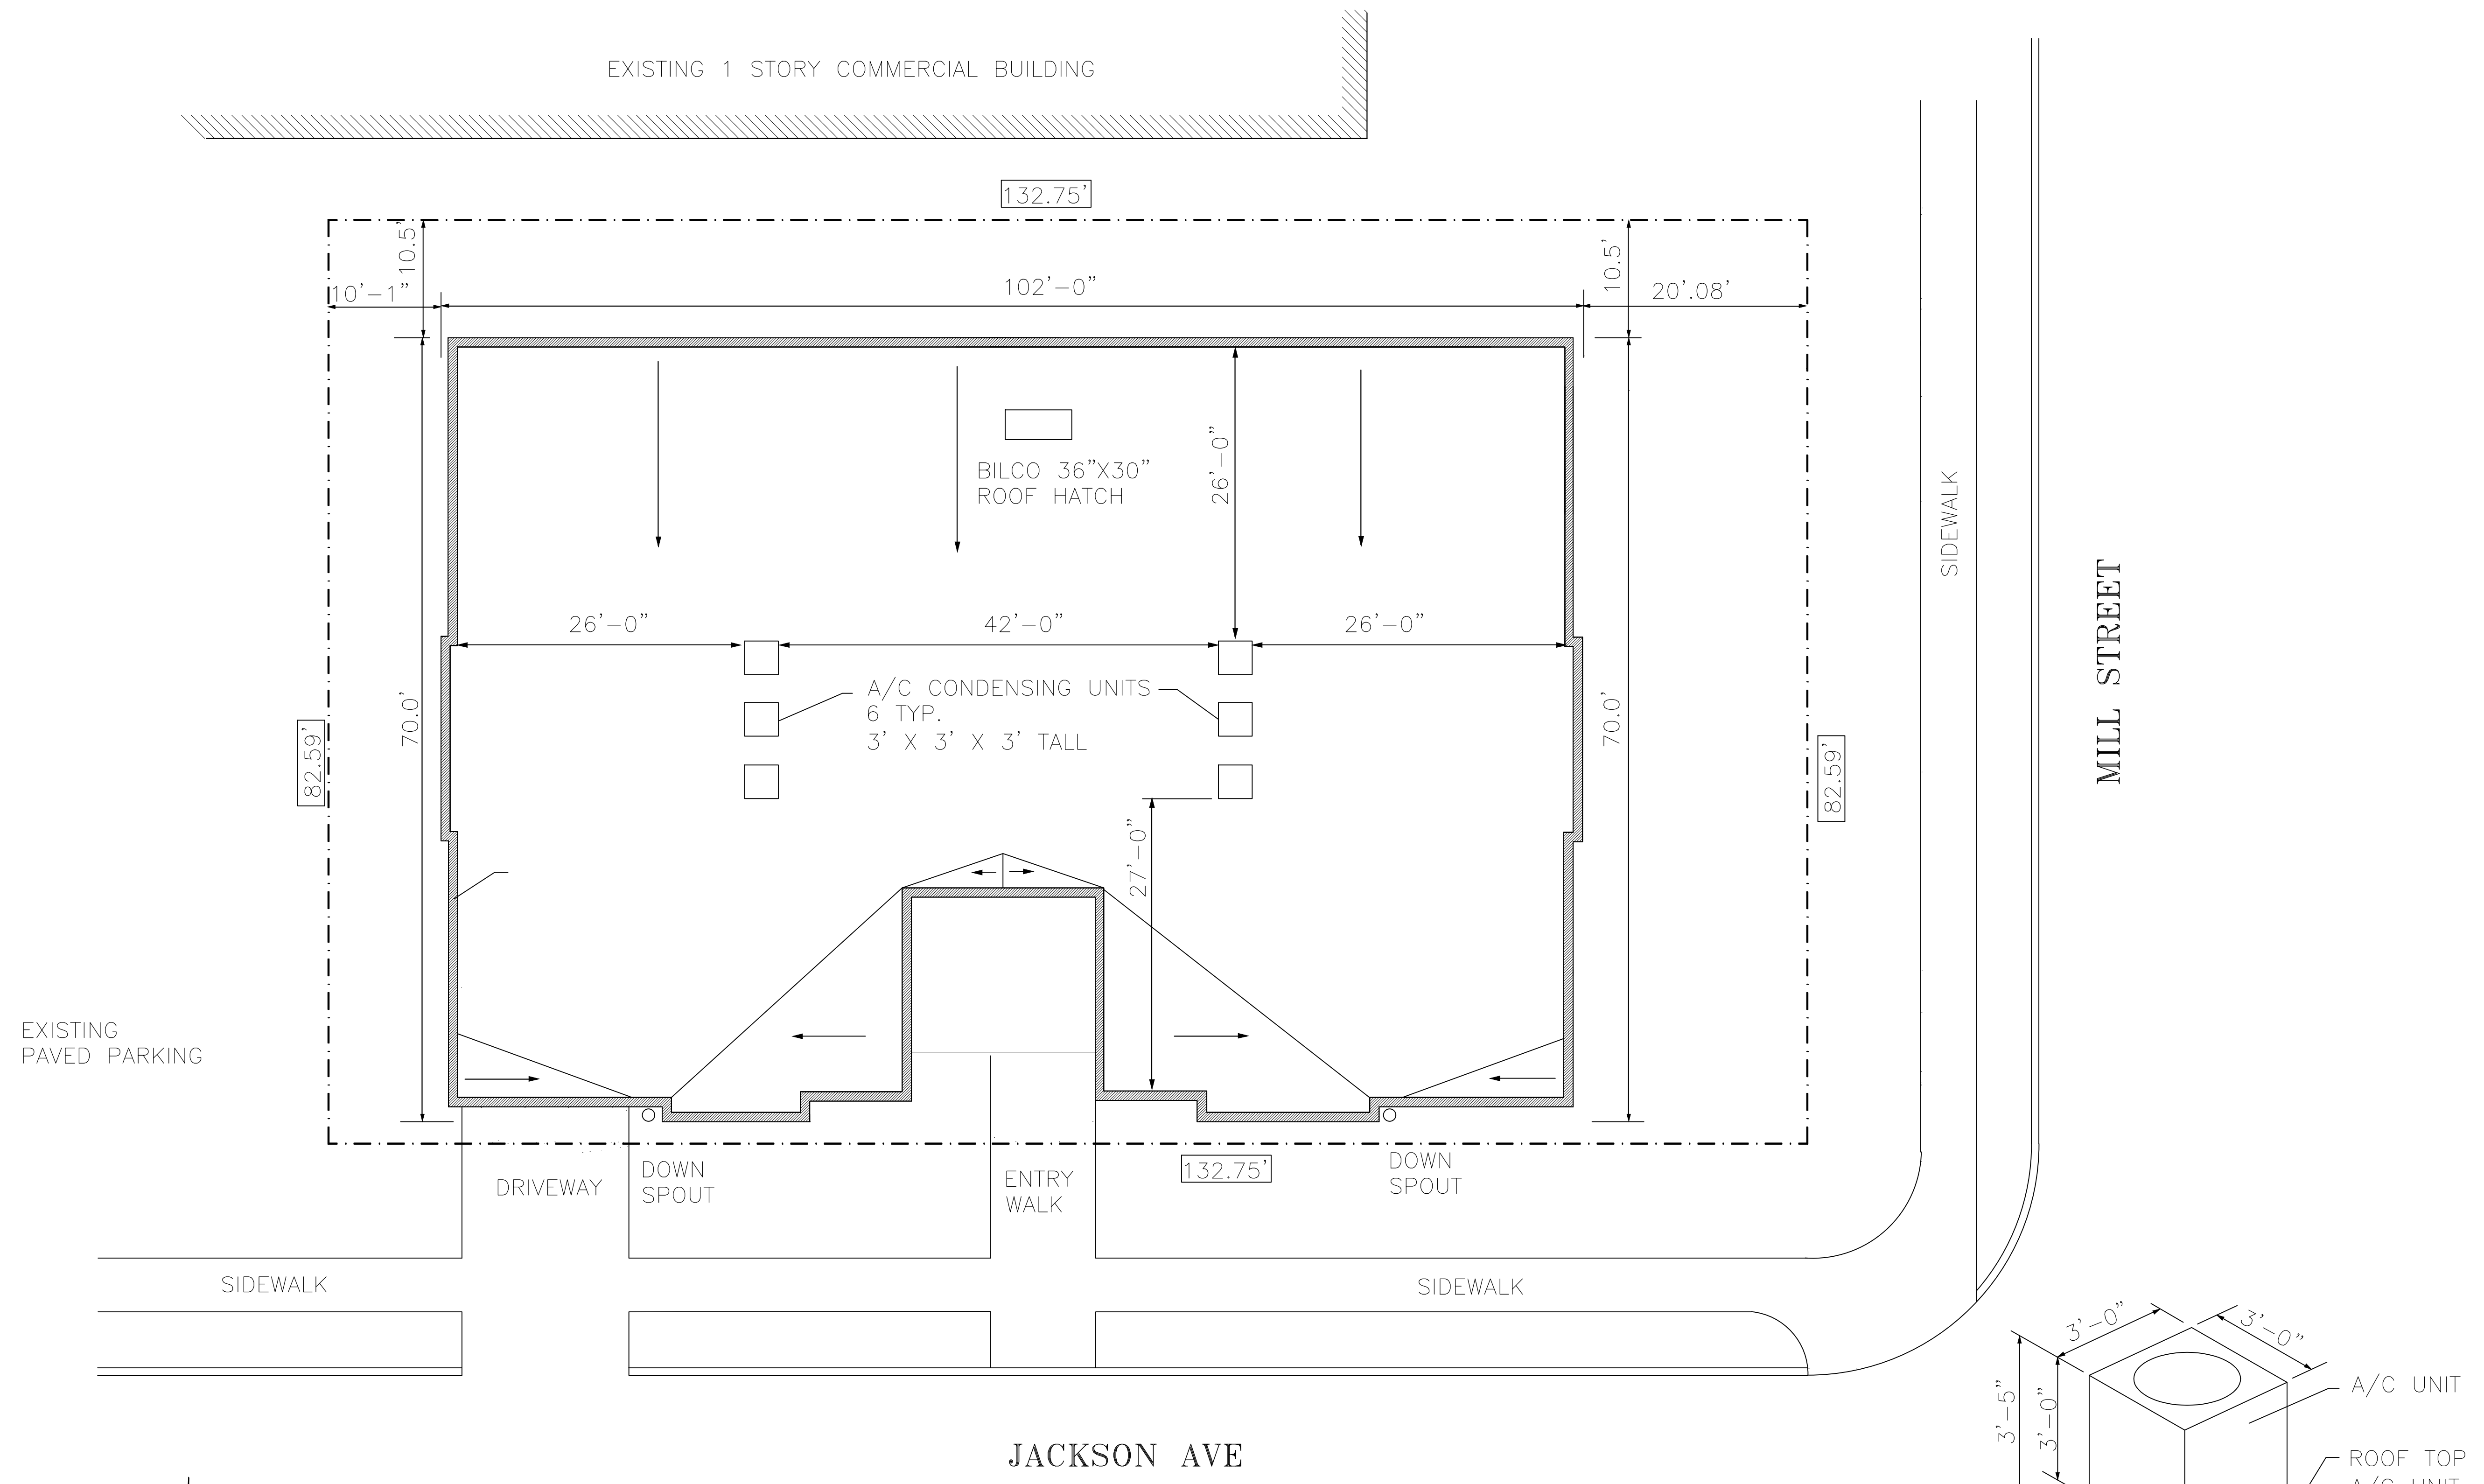 EXISTING 1 STORY COMMERCIAL BUILDING
132.75'
10.5'
10.5'
10'-1"
102'-0"
20'.08'
BILCO 36"X30"
ROOF HATCH
26'-0"
SIDEWALK
MILL STREET
26'-0"
42'-0"
26'-0"
A/C CONDENSING UNITS
6 TYP.
3' X 3' X 3' TALL
70.0'
70.0'
82.59'
82.59'
27'-0"
EXISTING
PAVED PARKING
DRIVEWAY
DOWN
SPOUT
ENTRY
WALK
132.75'
DOWN
SPOUT
SIDEWALK
SIDEWALK
3'-0"
3'-0"
3'-5"
3'-0"
A/C UNIT
JACKSON AVE
ROOF TOP
A/C UNIT